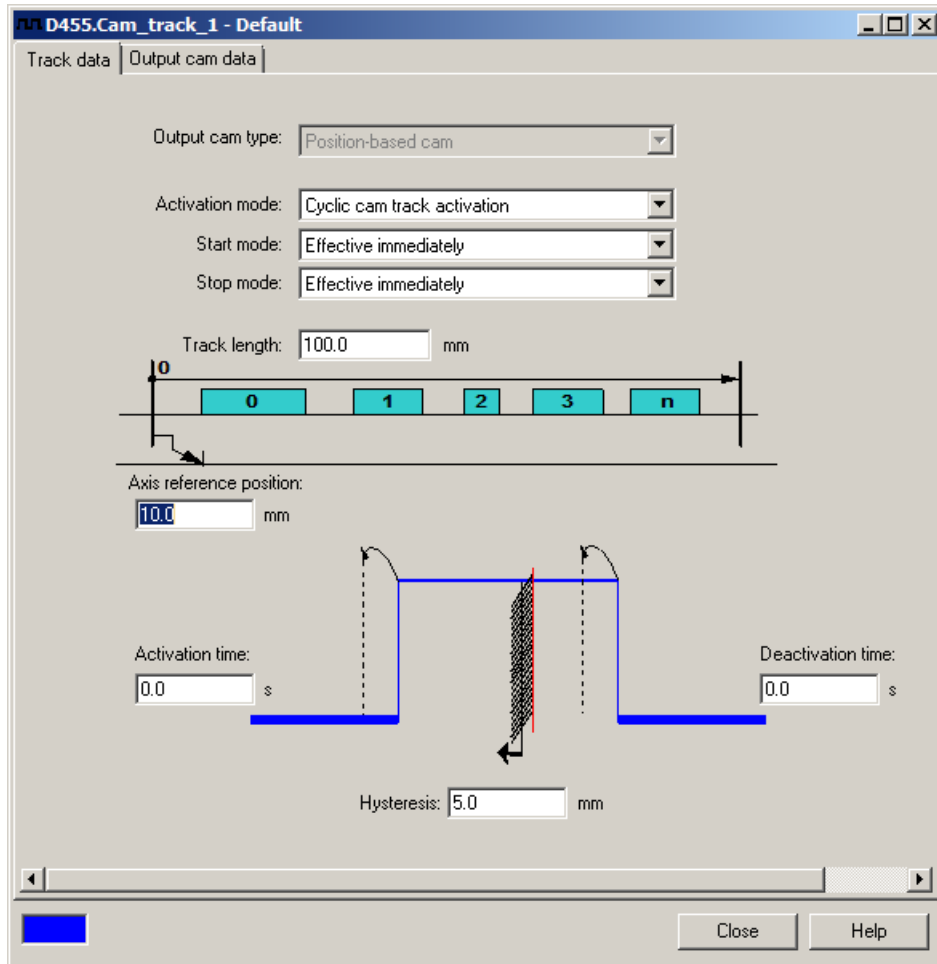 D455.Cam_track_1 - Default
Track data Output cam data
Output cam type: Position-based cam
Activation mode: Cyclic cam track activation
Start mode: Effective immediately
Stop mode: Effective immediately
Track length: 100.0 mm
0
0 1 2 3 n
Axis reference position:
10.0 mm
Activation time: Deactivation time:
0.0 s 0.0 s
Hysteresis: 5.0 mm
Close Help